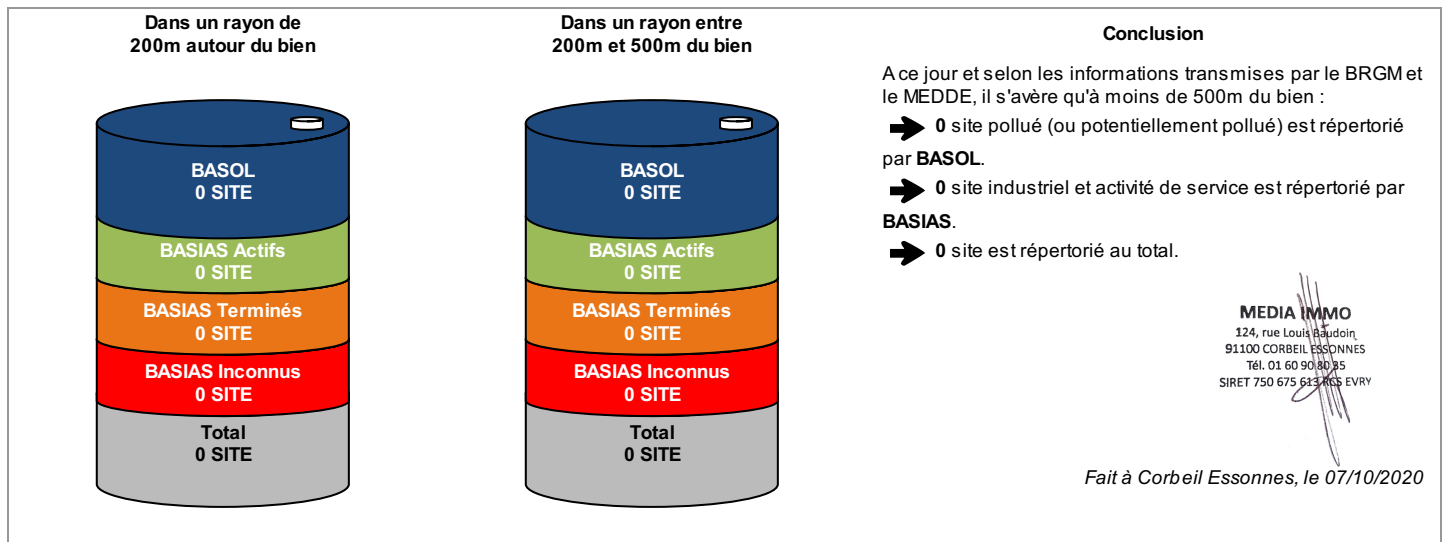 Dans un rayon de
200m autour du bien
BASOL
0 SITE
BASIAS Actifs
0 SITE
BASIAS Terminés
0 SITE
BASIAS Inconnus
0 SITE
Total
0 SITE
Dans un rayon entre
200m et 500m du bien
BASOL
0 SITE
BASIAS Actifs
0 SITE
BASIAS Terminés
0 SITE
BASIAS Inconnus
0 SITE
Total
0 SITE
Conclusion
A ce jour et selon les informations transmises par le BRGM et
le MEDDE, il s'avère qu'à moins de 500m du bien :
0 site pollué (ou potentiellement pollué) est répertorié
par BASOL.
0 site industriel et activité de service est répertorié par
BASIAS.
0 site est répertorié au total.
MEDIA IMMO
124, rue Louis Baudoin
91100 CORBEIL ESSONNES
Tél. 01 60 90 80 85
SIRET 750 675 613 RCS EVRY
Fait à Corbeil Essonnes, le 07/10/2020